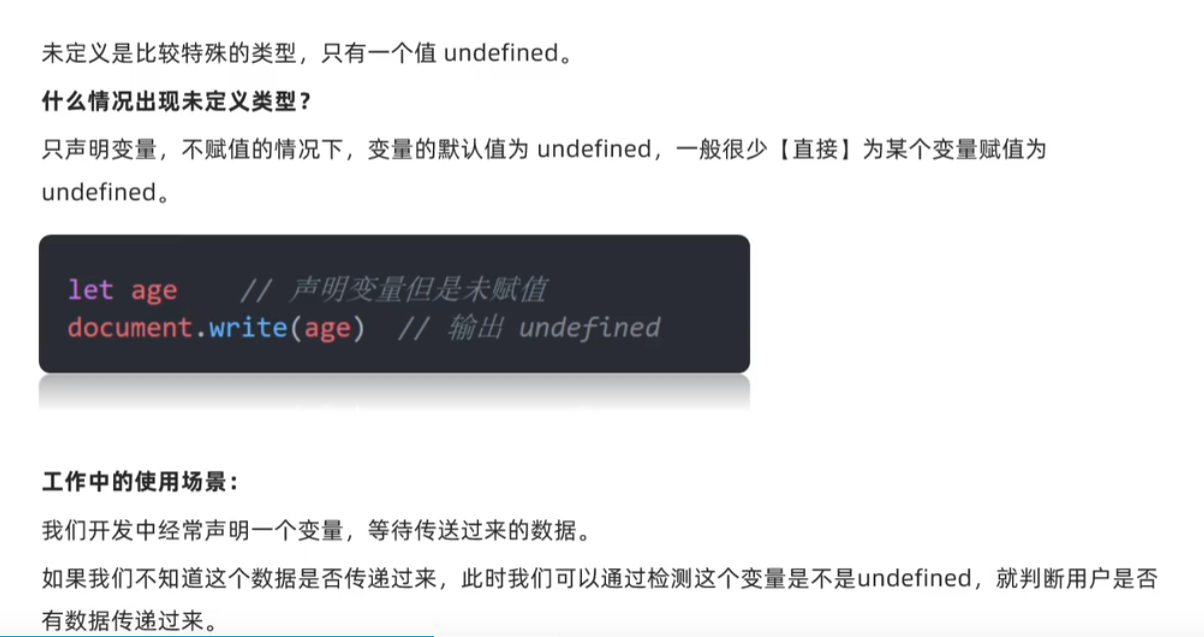 未定义是比较特殊的类型，只有一个值 undefined。
什么情况出现未定义类型？
只声明变量，不赋值的情况下，变量的默认值为 undefined，一般很少【直接】为某个变量赋值为
undefined。
let age    // 声明变量但是未赋值
document.write(age)  // 输出 undefined
工作中的使用场景：
我们开发中经常声明一个变量，等待传送过来的数据。
如果我们不知道这个数据是否传递过来，此时我们可以通过检测这个变量是不是undefined，就判断用户是否
有数据传递过来。